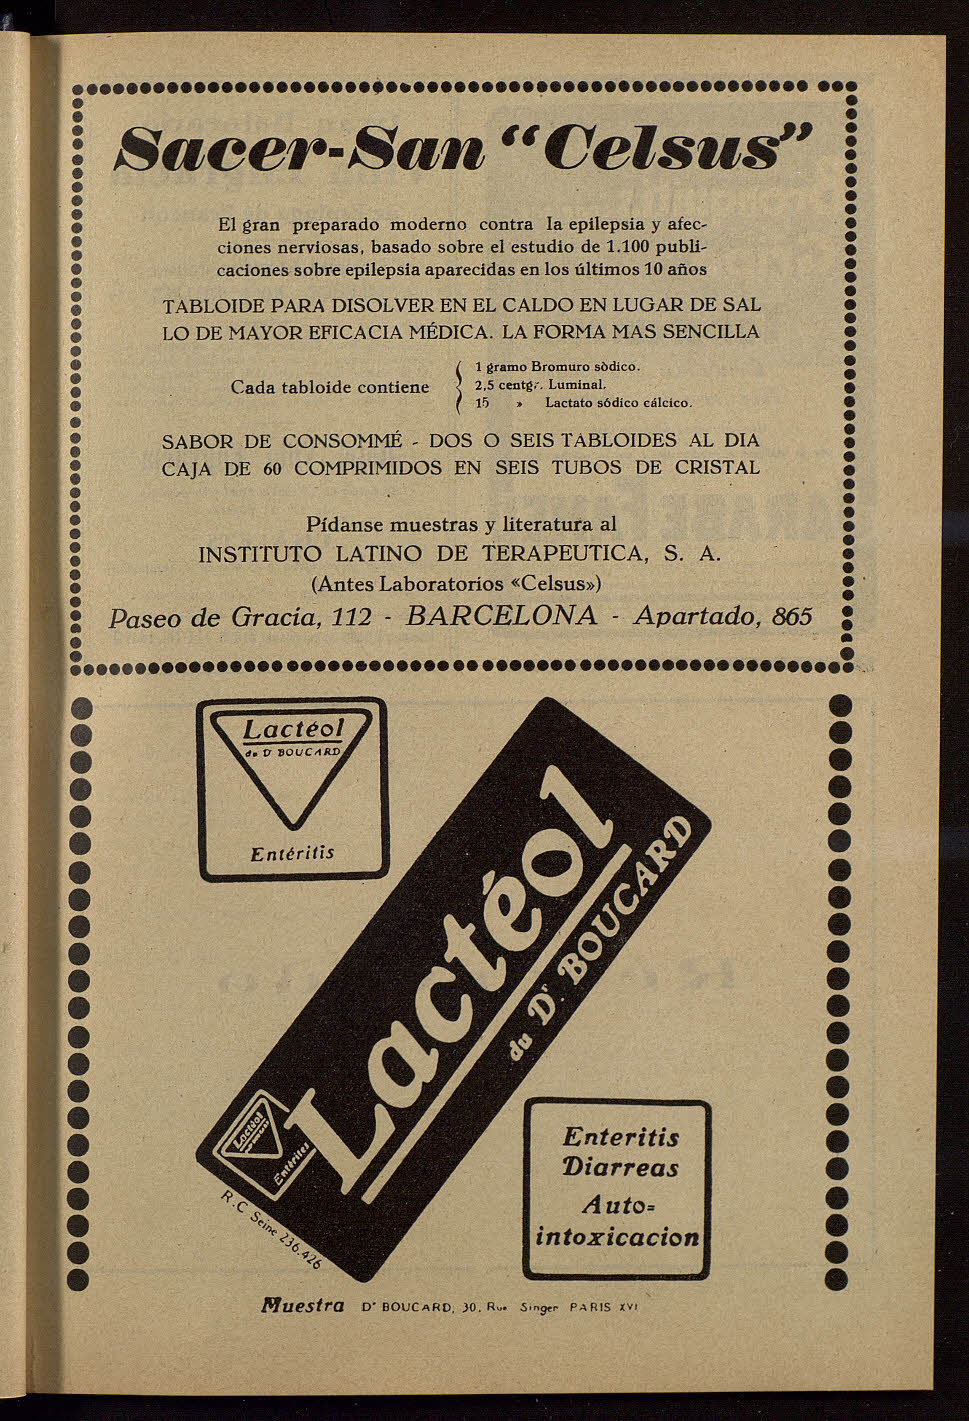 Sacer-San “Celsus”
El gran preparado moderno contra la epilepsia y afec-
ciones nerviosas, basado sobre el estudio de 1.100 publi-
caciones sobre epilepsia aparecidas en los últimos 10 años
TABLOIDE PARA DISOLVER EN EL CALDO EN LUGAR DE SAL
LO DE MAYOR EFICACIA MÉDICA. LA FORMA MAS SENCILLA
Cada tabloide contiene
1 gramo Bromuro sòdico.
2,5 centgr. Luminal.
15 » Lactato sódico cálcico.
SABOR DE CONSOMMÉ - DOS O SEIS TABLOIDES AL DIA
CAJA DE 60 COMPRIMIDOS EN SEIS TUBOS DE CRISTAL
Pídanse muestras y literatura al
INSTITUTO LATINO DE TERAPEUTICA, S. A.
(Antes Laboratorios «Celsus»)
Paseo de Gracia, 112 - BARCELONA - Apartado, 865
Lactéol
du Dr BOUCARD
Entéritis
Lactéol
du Dr. BOUCARD
Lactéol
Entérites
R.C. Seine 236.426
Enteritis
Diarreas
Auto=
intoxicacion
Muestra Dr BOUCARD, 30, Rue Singer PARIS XVI